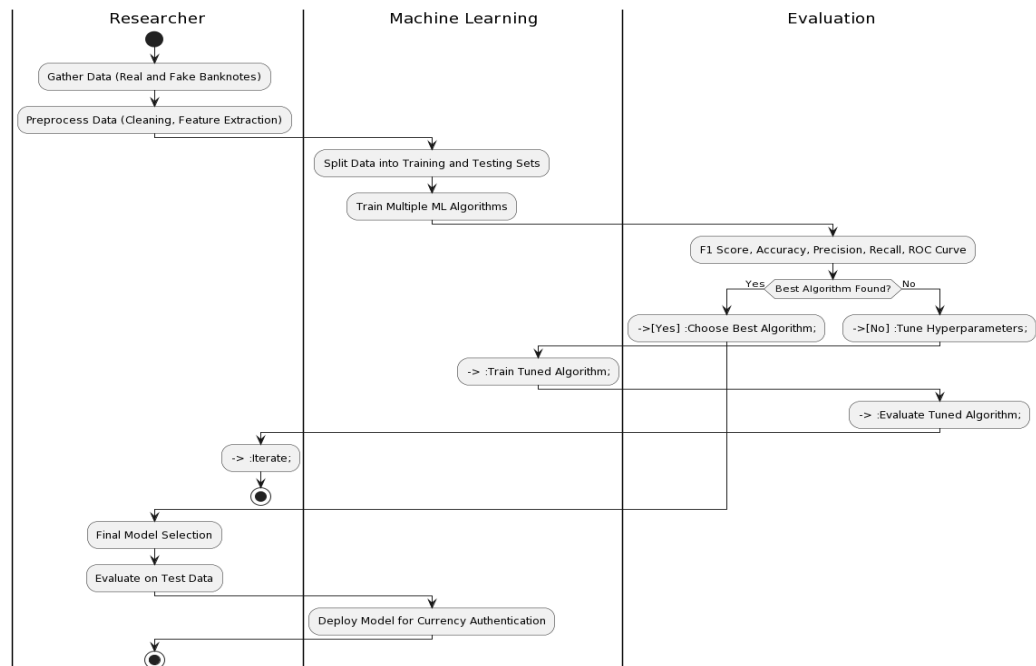 Researcher
Machine Learning
Evaluation
Gather Data (Real and Fake Banknotes)
Preprocess Data (Cleaning, Feature Extraction)
Split Data into Training and Testing Sets
Train Multiple ML Algorithms
F1 Score, Accuracy, Precision, Recall, ROC Curve
Yes
Best Algorithm Found?
No
->[Yes] :Choose Best Algorithm;
->[No] :Tune Hyperparameters;
-> :Train Tuned Algorithm;
-> :Evaluate Tuned Algorithm;
-> :Iterate;
Final Model Selection
Evaluate on Test Data
Deploy Model for Currency Authentication